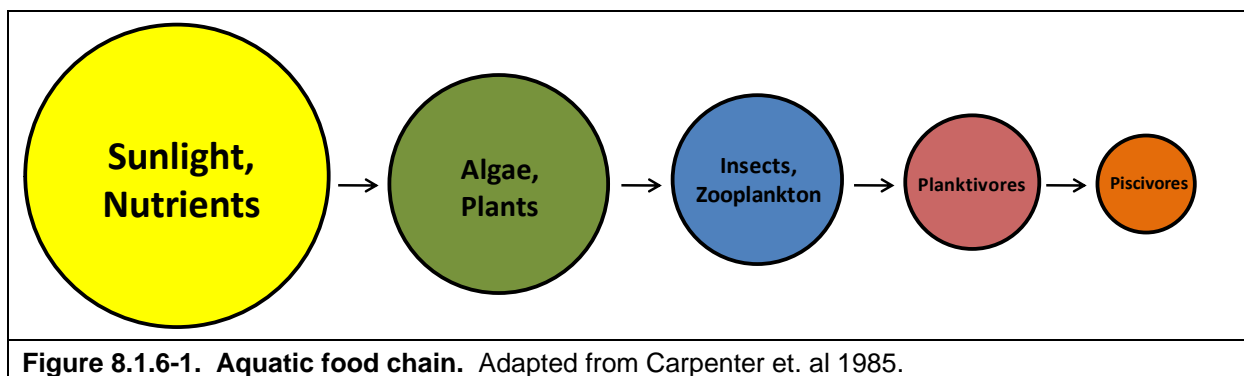 Sunlight,
Nutrients
Algae,
Plants
Insects,
Zooplankton
Planktivores
Piscivores
Figure 8.1.6-1. Aquatic food chain. Adapted from Carpenter et. al 1985.